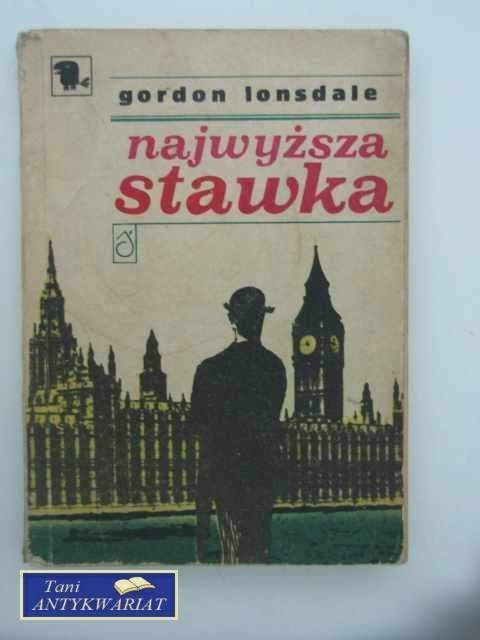 gordon lonsdale
najwyższa
stawka
Tani
ANTYKWARIAT